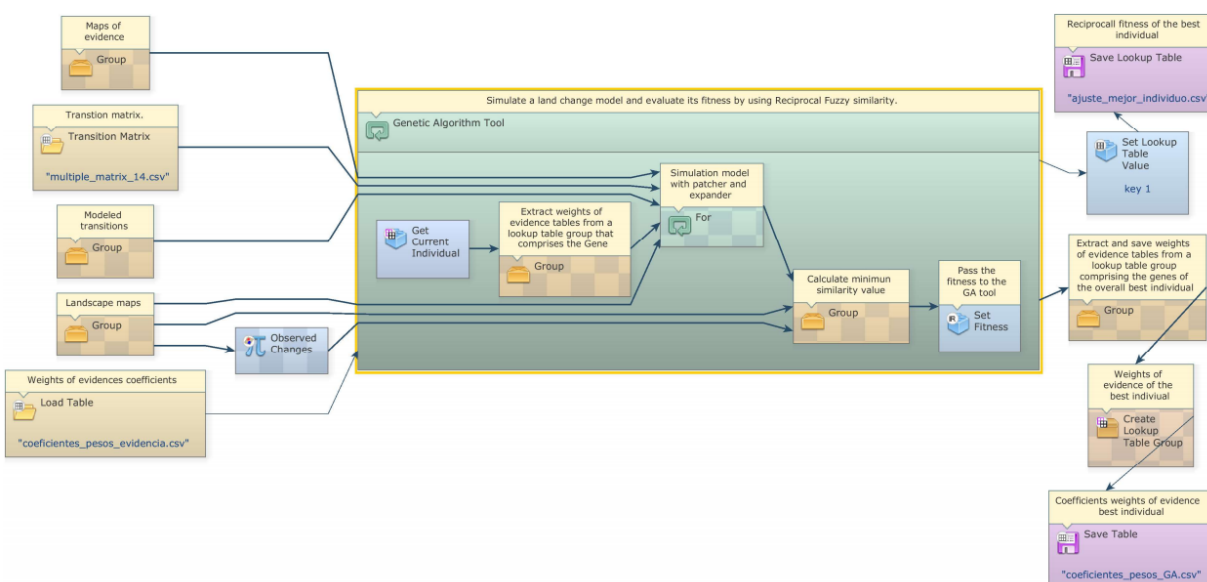 Maps of
evidence
Group
Transtion matrix.
Transition Matrix
"multiple_matrix_14.csv"
Modeled
transitions
Group
Landscape maps
Group
Observed
Changes
Weights of evidences coefficients
Load Table
"coeficientes_pesos_evidencia.csv"
Simulate a land change model and evaluate its fitness by using Reciprocal Fuzzy similarity.
Genetic Algorithm Tool
Get
Current
Individual
Extract weights of
evidence tables from a
lookup table group that
comprises the Gene
Group
Simulation model
with patcher and
expander
For
Calculate minimun
similarity value
Group
Pass the
fitness to the
GA tool
Set
Fitness
Reciprocall fitness of the best
individual
Save Lookup Table
"ajuste_mejor_individuo.csv"
Set Lookup
Table
Value
key 1
Extract and save weights
of evidence tables from a
lookup table group
comprising the genes of
the overall best individual
Group
Weights of
evidence of the
best indiviual
Create
Lookup
Table Group
Coefficients weights of evidence
best individual
Save Table
"coeficientes_pesos_GA.csv"